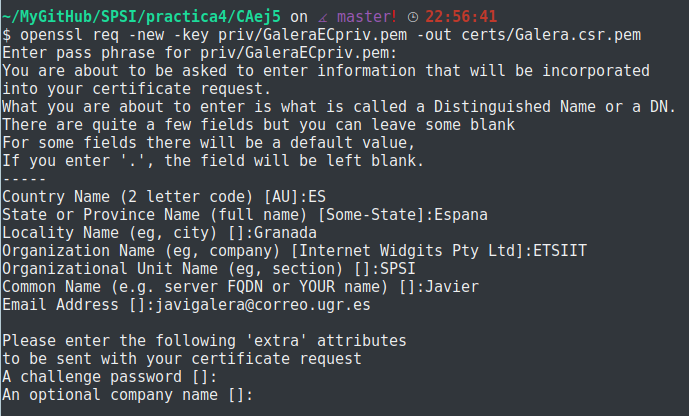 ~/MyGitHub/SPSI/practica4/CAej5 on master! 22:56:41
$ openssl req -new -key priv/GaleraECpriv.pem -out certs/Galera.csr.pem
Enter pass phrase for priv/GaleraECpriv.pem:
You are about to be asked to enter information that will be incorporated
into your certificate request.
What you are about to enter is what is called a Distinguished Name or a DN.
There are quite a few fields but you can leave some blank
For some fields there will be a default value,
If you enter '.', the field will be left blank.
-----
Country Name (2 letter code) [AU]:ES
State or Province Name (full name) [Some-State]:Espana
Locality Name (eg, city) []:Granada
Organization Name (eg, company) [Internet Widgits Pty Ltd]:ETSIIT
Organizational Unit Name (eg, section) []:SPSI
Common Name (e.g. server FQDN or YOUR name) []:Javier
Email Address []:javigalera@correo.ugr.es
Please enter the following 'extra' attributes
to be sent with your certificate request
A challenge password []:
An optional company name []: